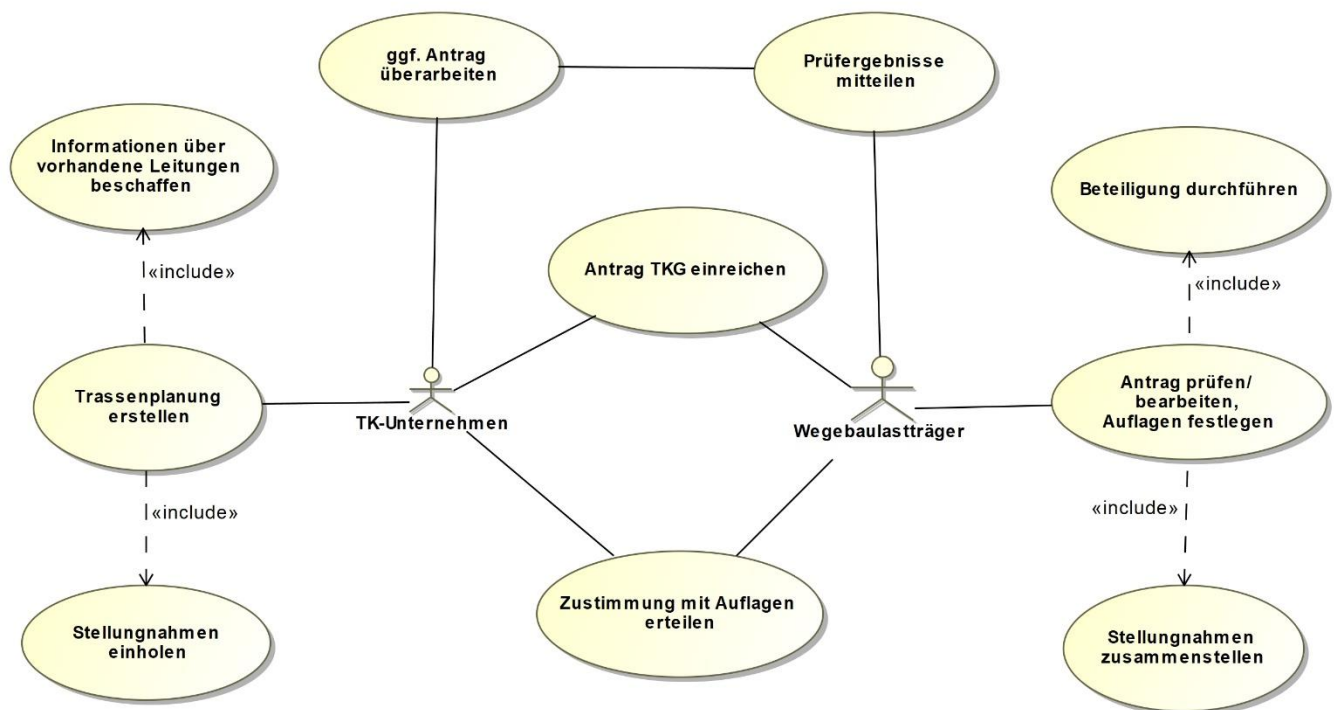 ggf. Antrag
überarbeiten
Prüfergebnisse
mitteilen
Informationen über
vorhandene Leitungen
beschaffen
Beteiligung durchführen
Antrag TKG einreichen
«include»
«include»
Trassenplanung
erstellen
TK-Unternehmen
Wegebaulastträger
Antrag prüfen/
bearbeiten,
Auflagen festlegen
«include»
«include»
Zustimmung mit Auflagen
erteilen
Stellungnahmen
einholen
Stellungnahmen
zusammenstellen